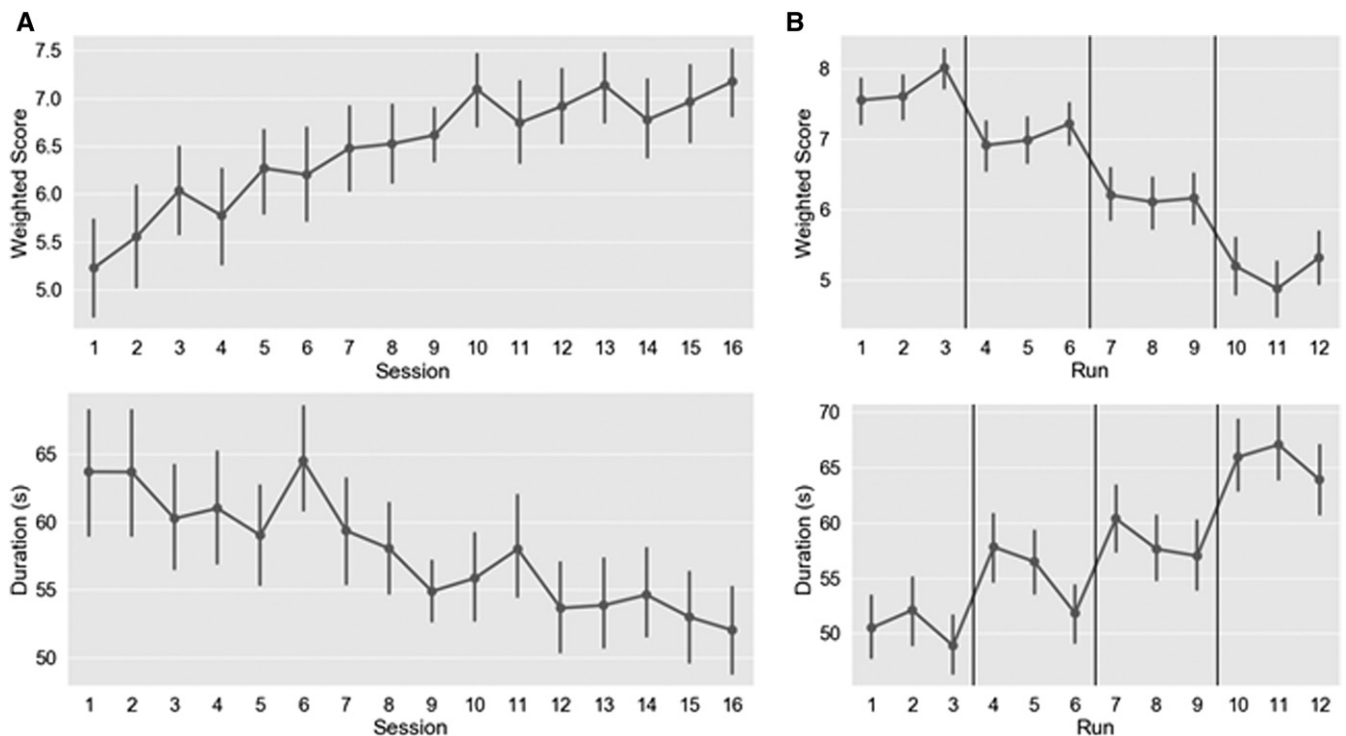 A
B
7.5
7.0
6.5
6.0
5.5
5.0
Weighted Score
1 2 3 4 5 6 7 8 9 10 11 12 13 14 15 16
Session
8
7
6
5
Weighted Score
1 2 3 4 5 6 7 8 9 10 11 12
Run
65
60
55
50
Duration (s)
1 2 3 4 5 6 7 8 9 10 11 12 13 14 15 16
Session
70
65
60
55
50
Duration (s)
1 2 3 4 5 6 7 8 9 10 11 12
Run